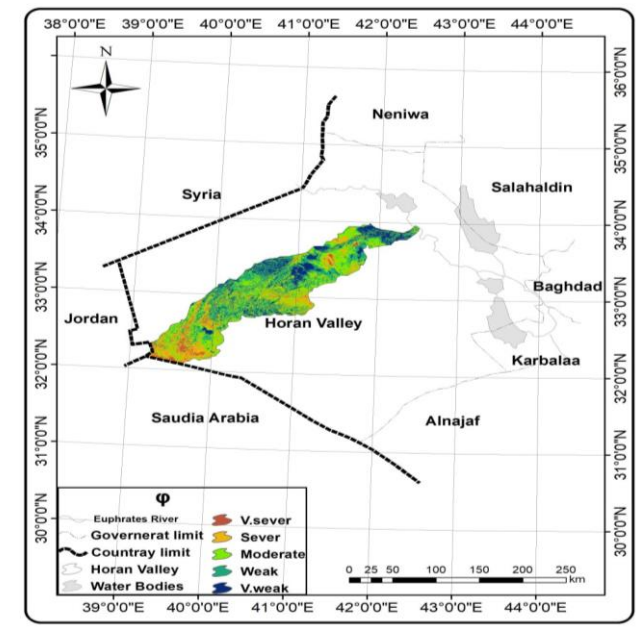 38°0'0"N 39°0'0"N 40°0'0"N 41°0'0"N 42°0'0"N 43°0'0"N 44°0'0"N
N
36°0'0"N
35°0'0"N
35°0'0"N
34°0'0"N
34°0'0"N
33°0'0"N
33°0'0"N
32°0'0"N
32°0'0"N
31°0'0"N
31°0'0"N
30°0'0"N
30°0'0"N
Neniwa
Syria
Salahaldin
Baghdad
Jordan
Horan Valley
Karbalaa
Saudia Arabia
Alnajaf
φ
Euphrates River
Governerat limit
Countray limit
Horan Valley
Water Bodies
V.sever
Sever
Moderate
Weak
V.weak
0 25 50 100 150 200 250
km
39°0'0"N 40°0'0"N 41°0'0"N 42°0'0"N 43°0'0"N 44°0'0"N